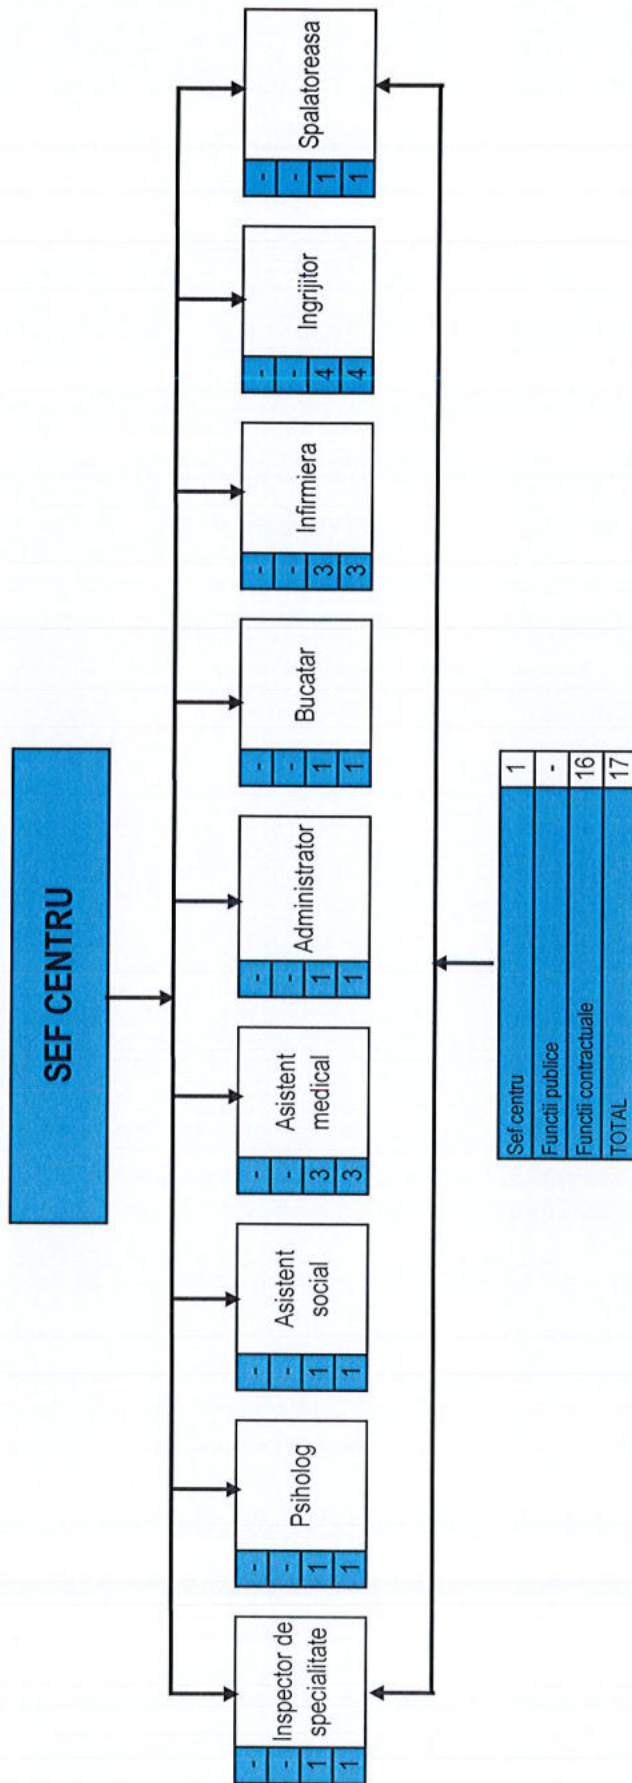 SEF CENTRU
-
-
1
1
Inspector de
specialitate
-
-
1
1
Psiholog
-
-
1
1
Asistent
social
-
-
3
3
Asistent
medical
-
-
1
1
Administrator
-
-
1
1
Bucatar
-
-
3
3
Infirmiera
-
-
4
4
Ingrijitor
-
-
1
1
Spalatoreasa
Sef centru 1
Functii publice -
Functii contractuale 16
TOTAL 17